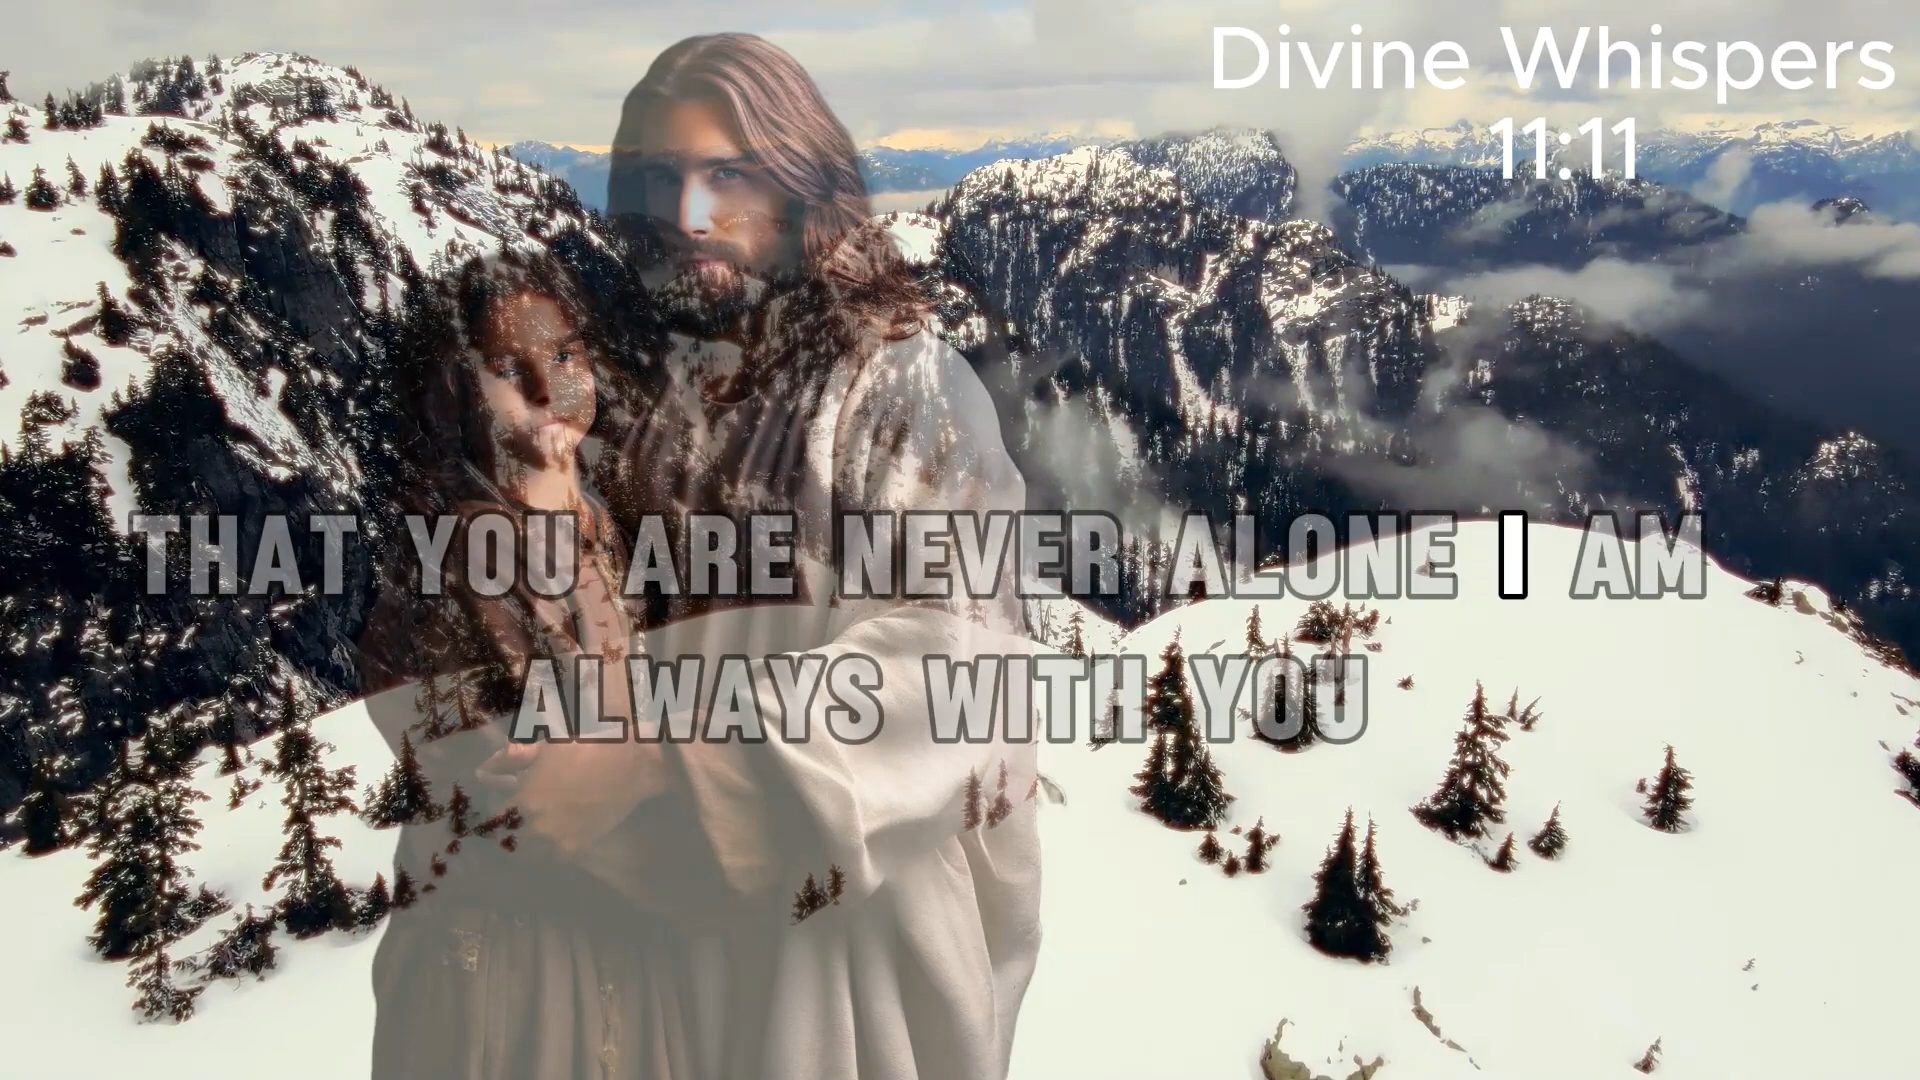 Divine Whispers
11:11
THAT YOU ARE NEVER ALONE I AM
ALWAYS WITH YOU